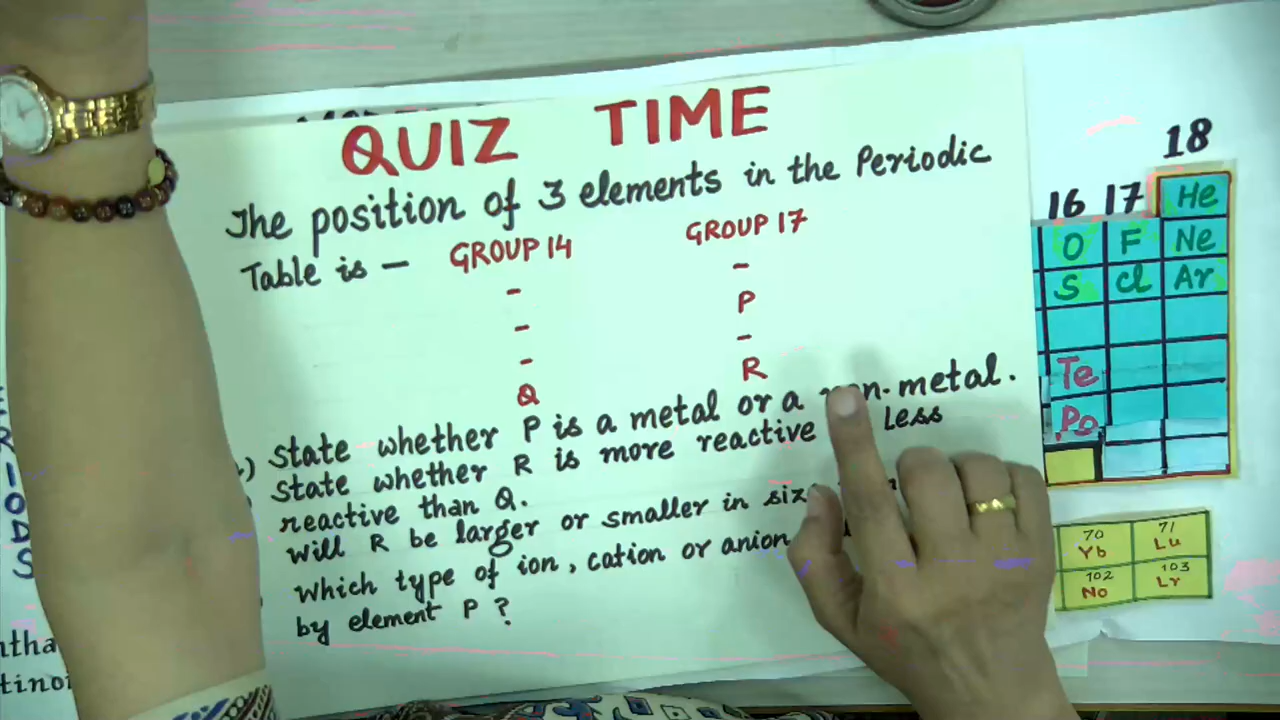 QUIZ TIME
The position of 3 elements in the Periodic
Table is -
GROUP 14 GROUP 17
- -
- P
- -
Q R
State whether P is a metal or a non-metal.
State whether R is more reactive less
reactive than Q.
will R be larger or smaller in size
Which type of ion, cation or anion
by element P ?
16 17 18
He
O F Ne
S Cl Ar
Te
Po
70 71
Yb Lu
102 103
No Lr